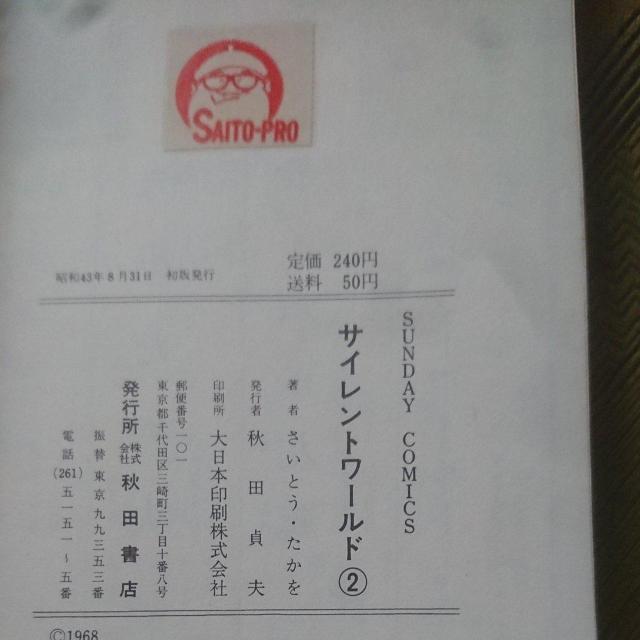 SAITO-PRO
定価 240円
送料 50円
昭和43年8月31日 初版発行
SUNDAY COMICS
サイレントワールド②
著者 さいとう・たかを
発行者 秋田貞夫
印刷所 大日本印刷株式会社
郵便番号一〇一
東京都千代田区三崎町三丁目十番八号
発行所 株式会社 秋田書店
振替 東京九九三五三番
電話(261)五一五一～五番
©1968